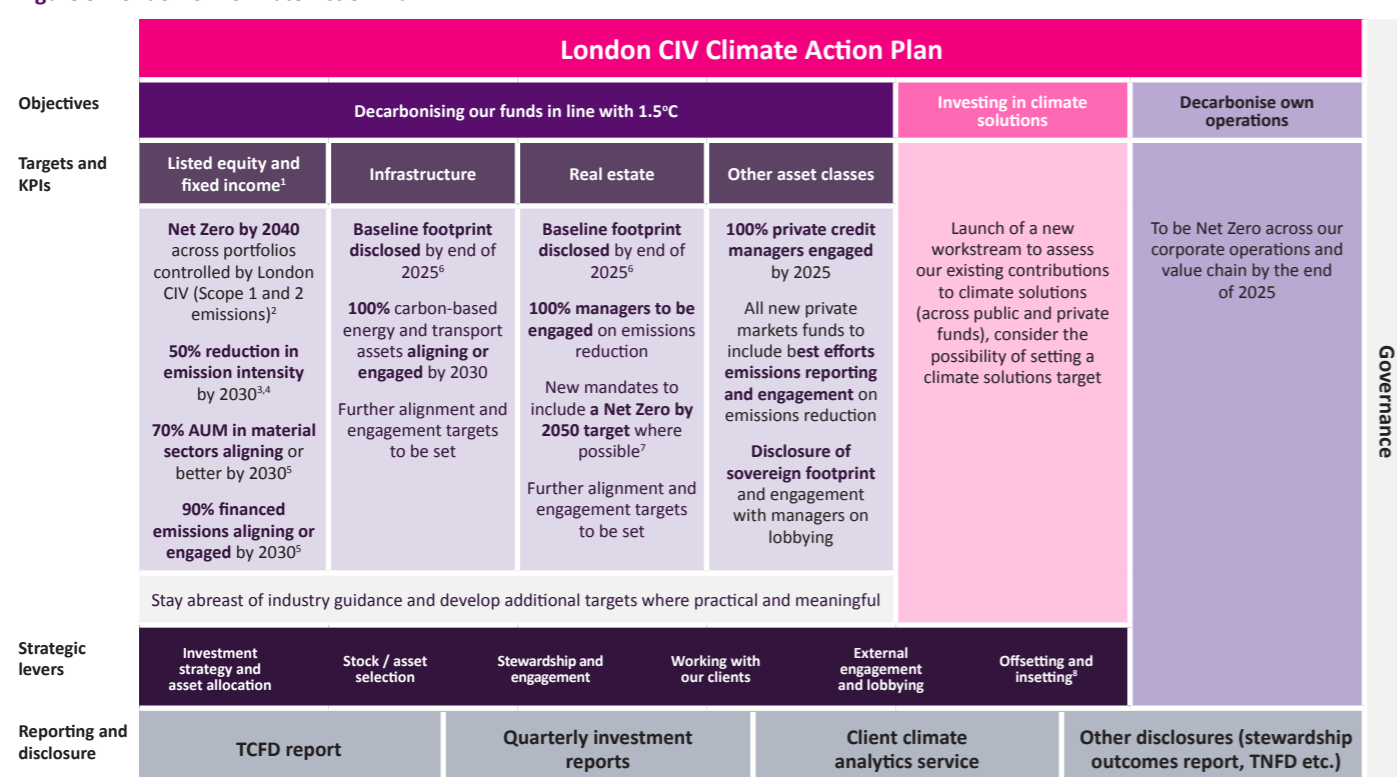 London CIV Climate Action Plan
Objectives
Decarbonising our funds in line with 1.5°C
Investing in climate
solutions
Decarbonise own
operations
Targets and
KPIs
Listed equity and
fixed income1
Infrastructure
Real estate
Other asset classes
Net Zero by 2040
across portfolios
controlled by London
CIV (Scope 1 and 2
emissions)2
50% reduction in
emission intensity
by 20303,4
70% AUM in material
sectors aligning or
better by 20305
90% financed
emissions aligning or
engaged by 20305
Baseline footprint
disclosed by end of
20256
100% carbon-based
energy and transport
assets aligning or
engaged by 2030
Further alignment and
engagement targets
to be set
Baseline footprint
disclosed by end of
20256
100% managers to be
engaged on emissions
reduction
New mandates to
include a Net Zero by
2050 target where
possible7
Further alignment and
engagement targets
to be set
100% private credit
managers engaged
by 2025
All new private
markets funds to
include best efforts
emissions reporting
and engagement on
emissions reduction
Disclosure of
sovereign footprint
and engagement
with managers on
lobbying
Launch of a new
workstream to assess
our existing contributions
to climate solutions
(across public and private
funds), consider the
possibility of setting a
climate solutions target
To be Net Zero across our
corporate operations and
value chain by the end
of 2025
Stay abreast of industry guidance and develop additional targets where practical and meaningful
Strategic
levers
Investment
strategy and
asset allocation
Stock / asset
selection
Stewardship and
engagement
Working with
our clients
External
engagement
and lobbying
Offsetting and
insetting8
Reporting and
disclosure
TCFD report
Quarterly investment
reports
Client climate
analytics service
Other disclosures (stewardship
outcomes report, TNFD etc.)
Governance